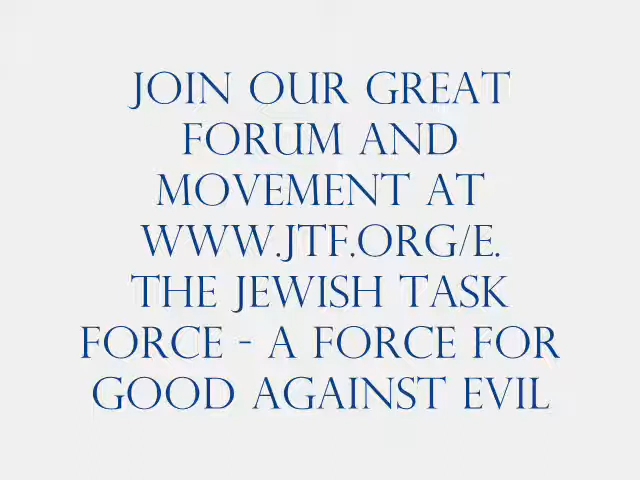 JOIN OUR GREAT
FORUM AND
MOVEMENT AT
WWW.JTF.ORG/E.
THE JEWISH TASK
FORCE - A FORCE FOR
GOOD AGAINST EVIL